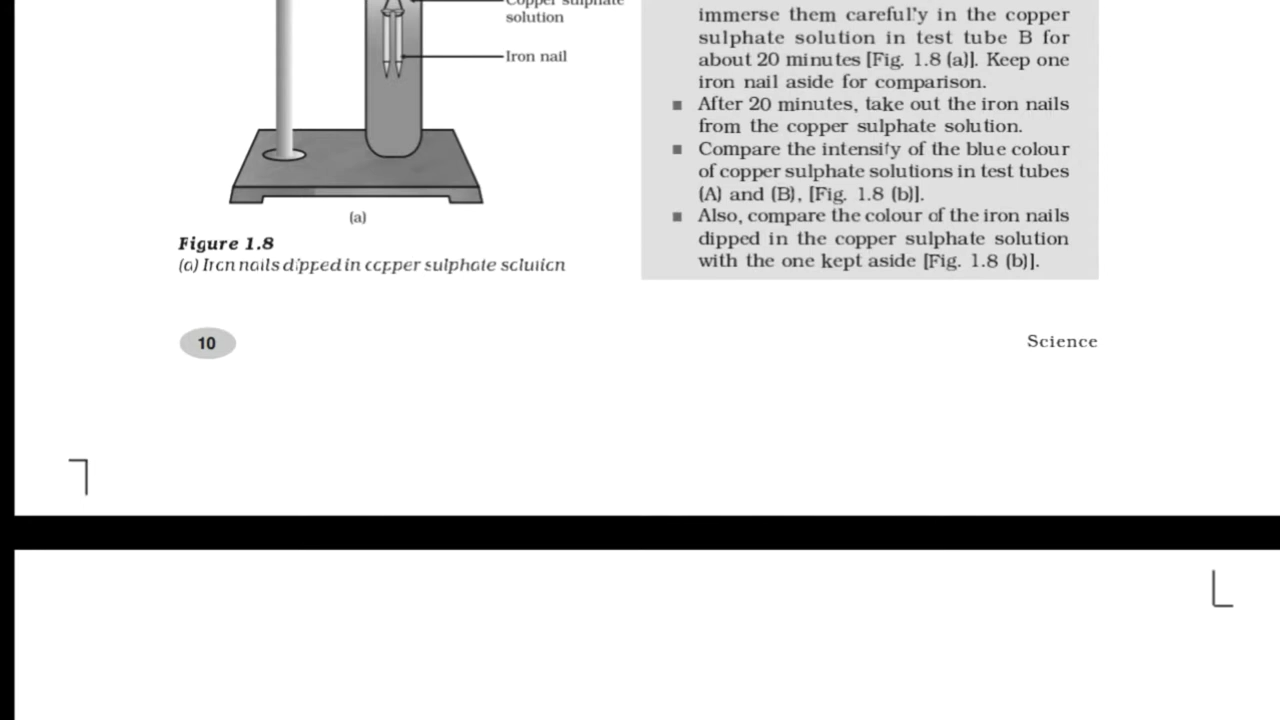 Copper sulphate
solution
Iron nail
(a)
Figure 1.8
(a) Iron nails dipped in copper sulphate solution
immerse them careful'y in the copper
sulphate solution in test tube B for
about 20 minutes [Fig. 1.8 (a)]. Keep one
iron nail aside for comparison.
▪ After 20 minutes, take out the iron nails
from the copper sulphate solution.
▪ Compare the intensity of the blue colour
of copper sulphate solutions in test tubes
(A) and (B), [Fig. 1.8 (b)].
▪ Also, compare the colour of the iron nails
dipped in the copper sulphate solution
with the one kept aside [Fig. 1.8 (b)].
10
Science